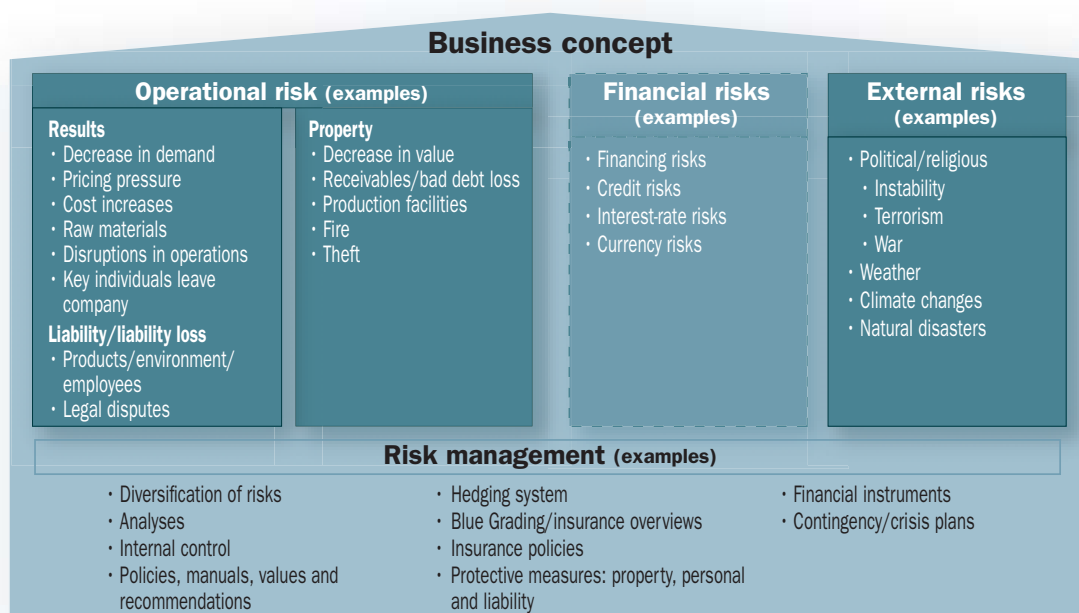 Business concept
Operational risk (examples)
Results
· Decrease in demand
· Pricing pressure
· Cost increases
· Raw materials
· Disruptions in operations
· Key individuals leave
company
Liability/liability loss
· Products/environment/
employees
· Legal disputes
Property
· Decrease in value
· Receivables/bad debt loss
· Production facilities
· Fire
· Theft
Financial risks
(examples)
· Financing risks
· Credit risks
· Interest-rate risks
· Currency risks
External risks
(examples)
· Political/religious
· Instability
· Terrorism
· War
· Weather
· Climate changes
· Natural disasters
Risk management (examples)
· Diversification of risks
· Analyses
· Internal control
· Policies, manuals, values and
recommendations
· Hedging system
· Blue Grading/insurance overviews
· Insurance policies
· Protective measures: property, personal
and liability
· Financial instruments
· Contingency/crisis plans